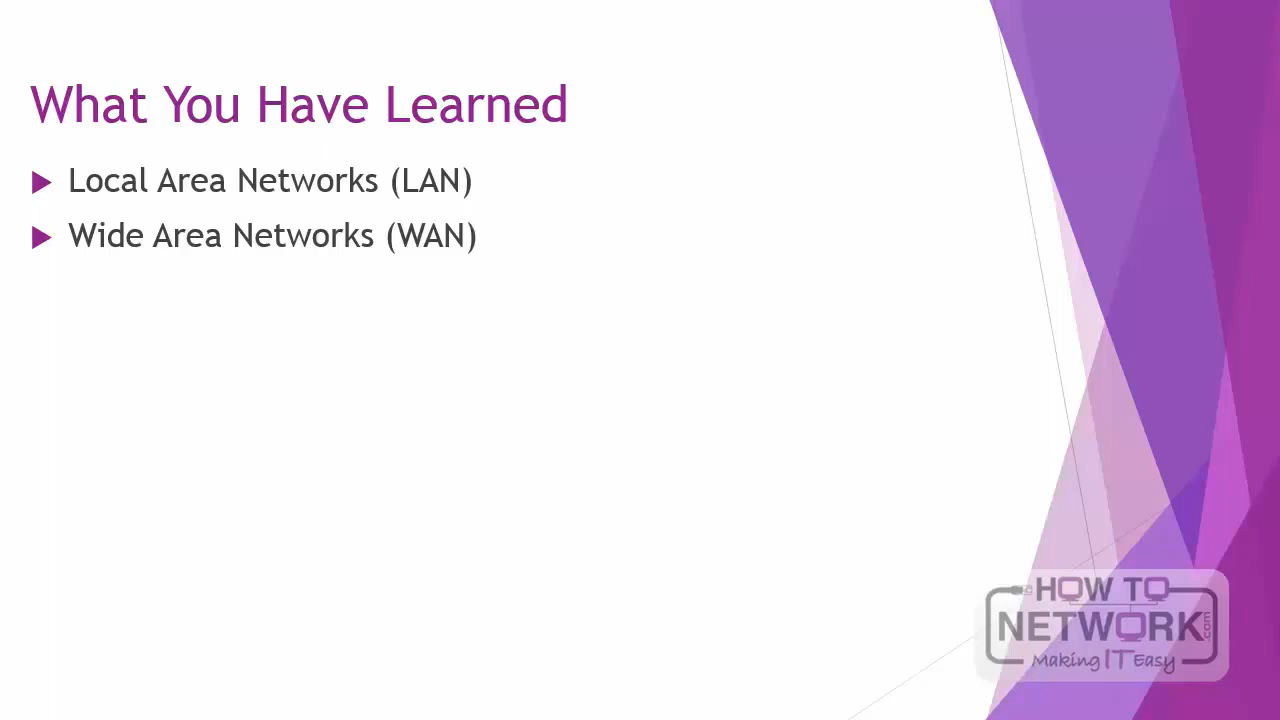 What You Have Learned
Local Area Networks (LAN)
Wide Area Networks (WAN)
HOW TO
NETWORK.com
Making IT Easy